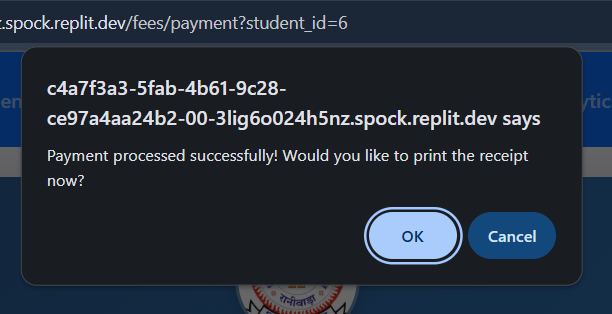 z.spock.replit.dev/fees/payment?student_id=6
c4a7f3a3-5fab-4b61-9c28-
ce97a4aa24b2-00-3lig6o024h5nz.spock.replit.dev says
Payment processed successfully! Would you like to print the receipt
now?
OK
Cancel
रानीवाड़ा